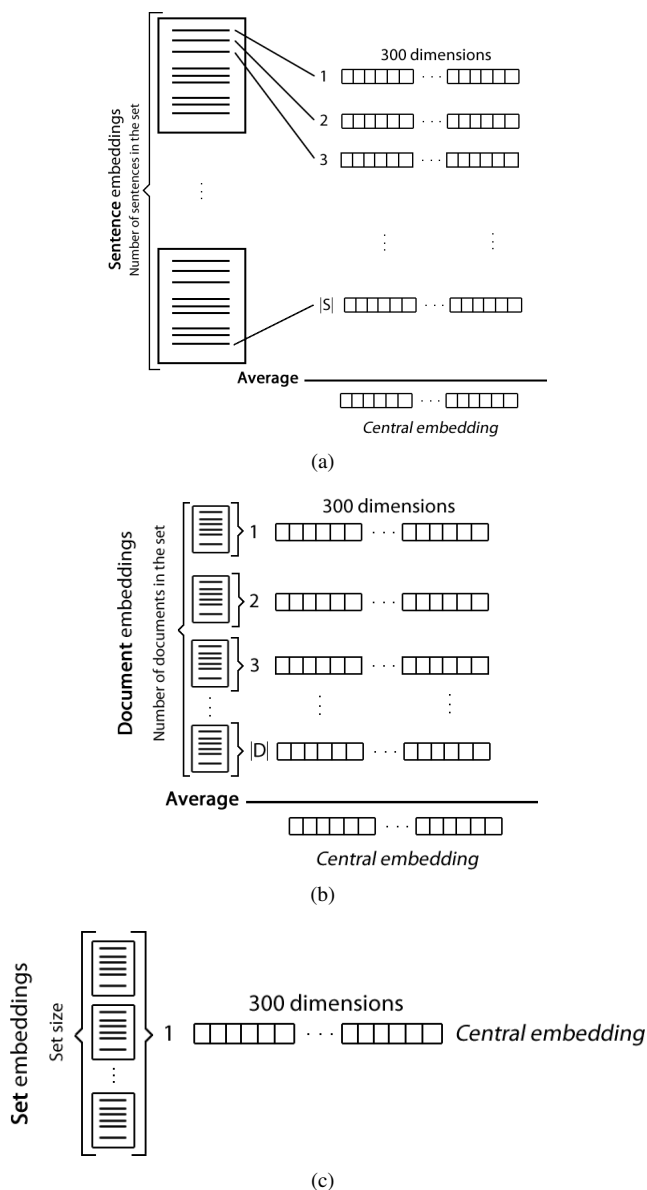 Sentence embeddings
Number of sentences in the set
300 dimensions
1
2
3
|S|
Average
Central embedding
(a)
Document embeddings
Number of documents in the set
300 dimensions
1
2
3
|D|
Average
Central embedding
(b)
Set embeddings
Set size
300 dimensions
1
Central embedding
(c)